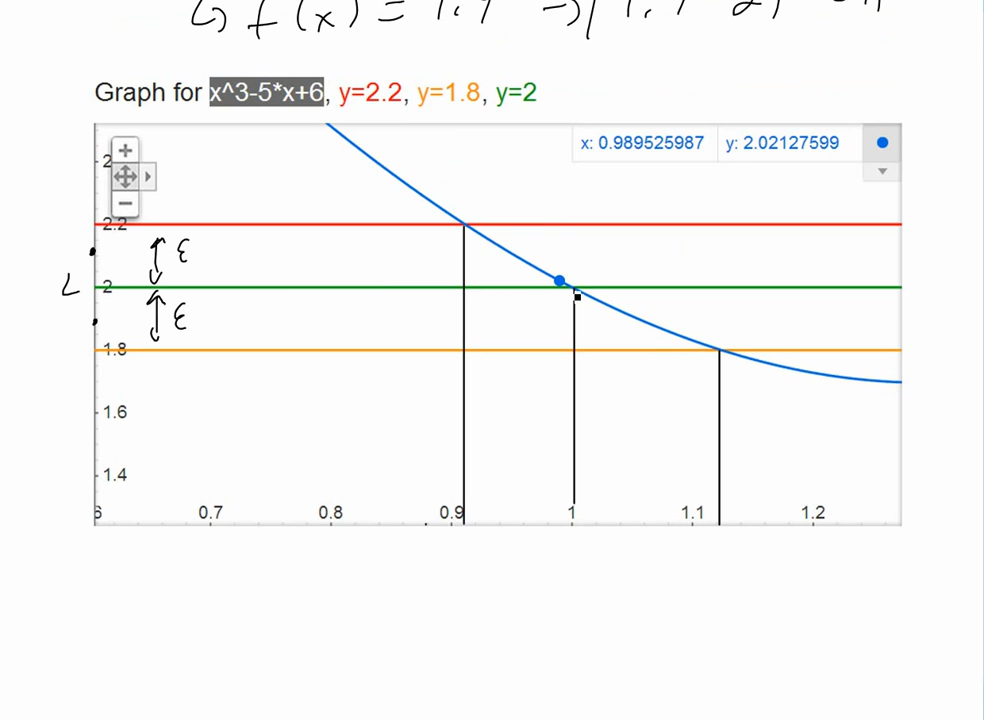 Graph for x^3-5*x+6, y=2.2, y=1.8, y=2
x: 0.989525987 y: 2.02127599
2.2
ε
L 2
ε
1.8
1.6
1.4
0.7 0.8 0.9 1 1.1 1.2